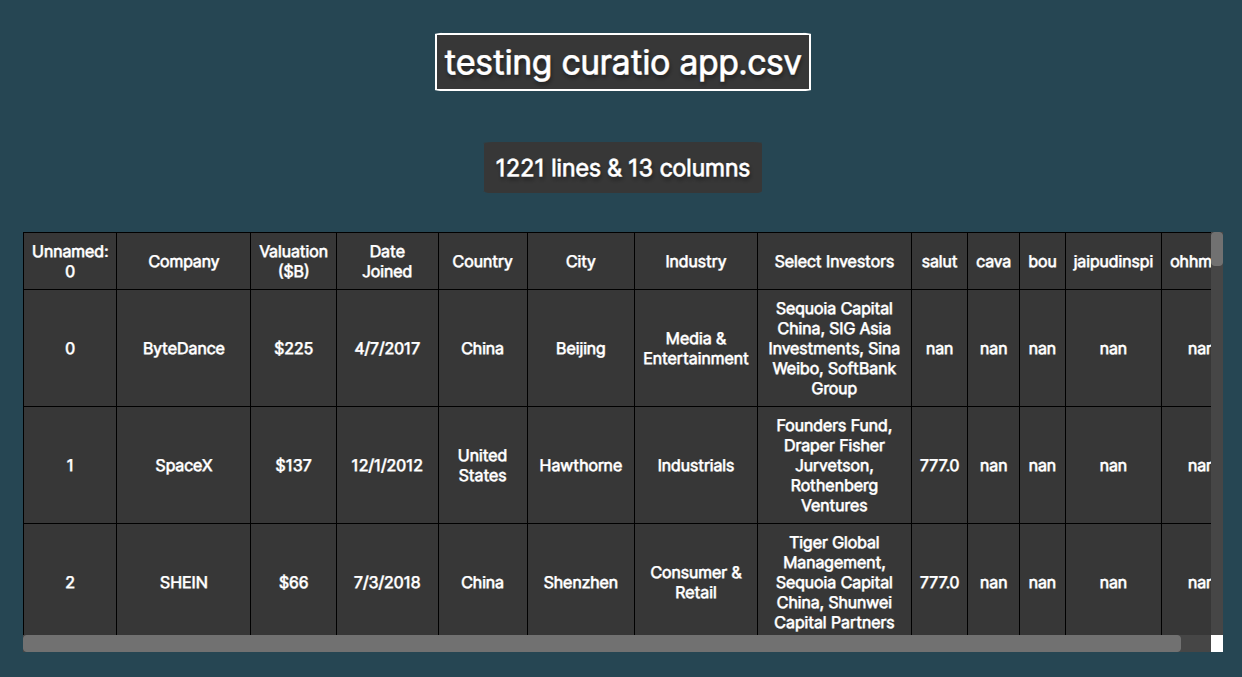 testing curatio app.csv
1221 lines & 13 columns
Unnamed: 0 Company Valuation ($B) Date Joined Country City Industry Select Investors salut cava bou jaipudinspi
0 ByteDance $225 4/7/2017 China Beijing Media & Entertainment Sequoia Capital China, SIG Asia Investments, Sina Weibo, SoftBank Group nan nan nan nan
1 SpaceX $137 12/1/2012 United States Hawthorne Industrials Founders Fund, Draper Fisher Jurvetson, Rothenberg Ventures 777.0 nan nan nan
2 SHEIN $66 7/3/2018 China Shenzhen Consumer & Retail Tiger Global Management, Sequoia Capital China, Shunwei Capital Partners 777.0 nan nan nan